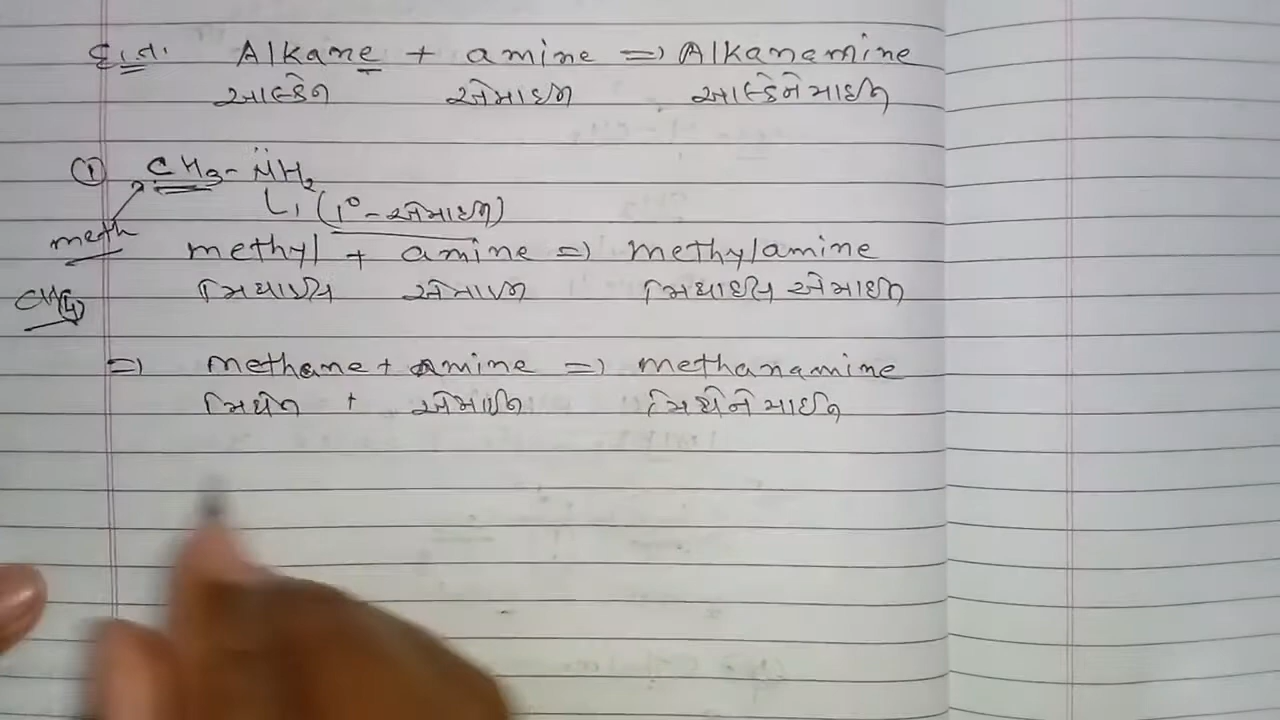 દા.ત. Alkane + amine => Alkanamine
આલ્કેન એમાઇન આલ્કેનેમાઇન
① CH3-N̈H2
(1°-એમાઇન)
meth
methyl + amine => methylamine
મિથાઇલ એમાઇન મિથાઇલ એમાઇન
CH4
=> methane + amine => methanamine
મિથેન + એમાઇન મિથેનેમાઇન